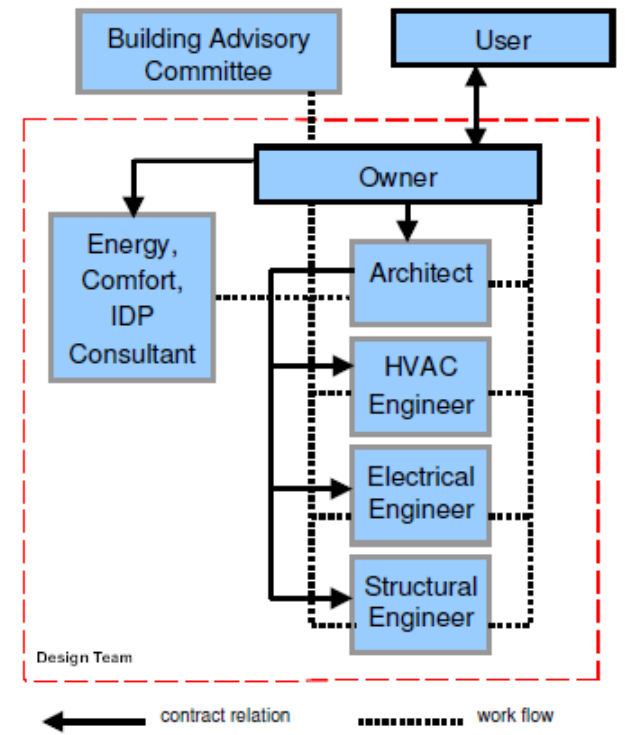 Building Advisory
Committee
User
Owner
Energy,
Comfort,
IDP
Consultant
Architect
HVAC
Engineer
Electrical
Engineer
Structural
Engineer
Design Team
contract relation
work flow